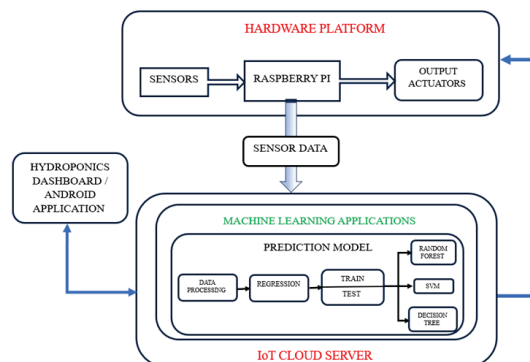 HARDWARE PLATFORM
SENSORS
RASPBERRY PI
OUTPUT
ACTUATORS
SENSOR DATA
HYDROPONICS
DASHBOARD /
ANDROID
APPLICATION
MACHINE LEARNING APPLICATIONS
PREDICTION MODEL
DATA
PROCESSING
REGRESSION
TRAIN
TEST
RANDOM
FOREST
SVM
DECISION
TREE
IoT CLOUD SERVER